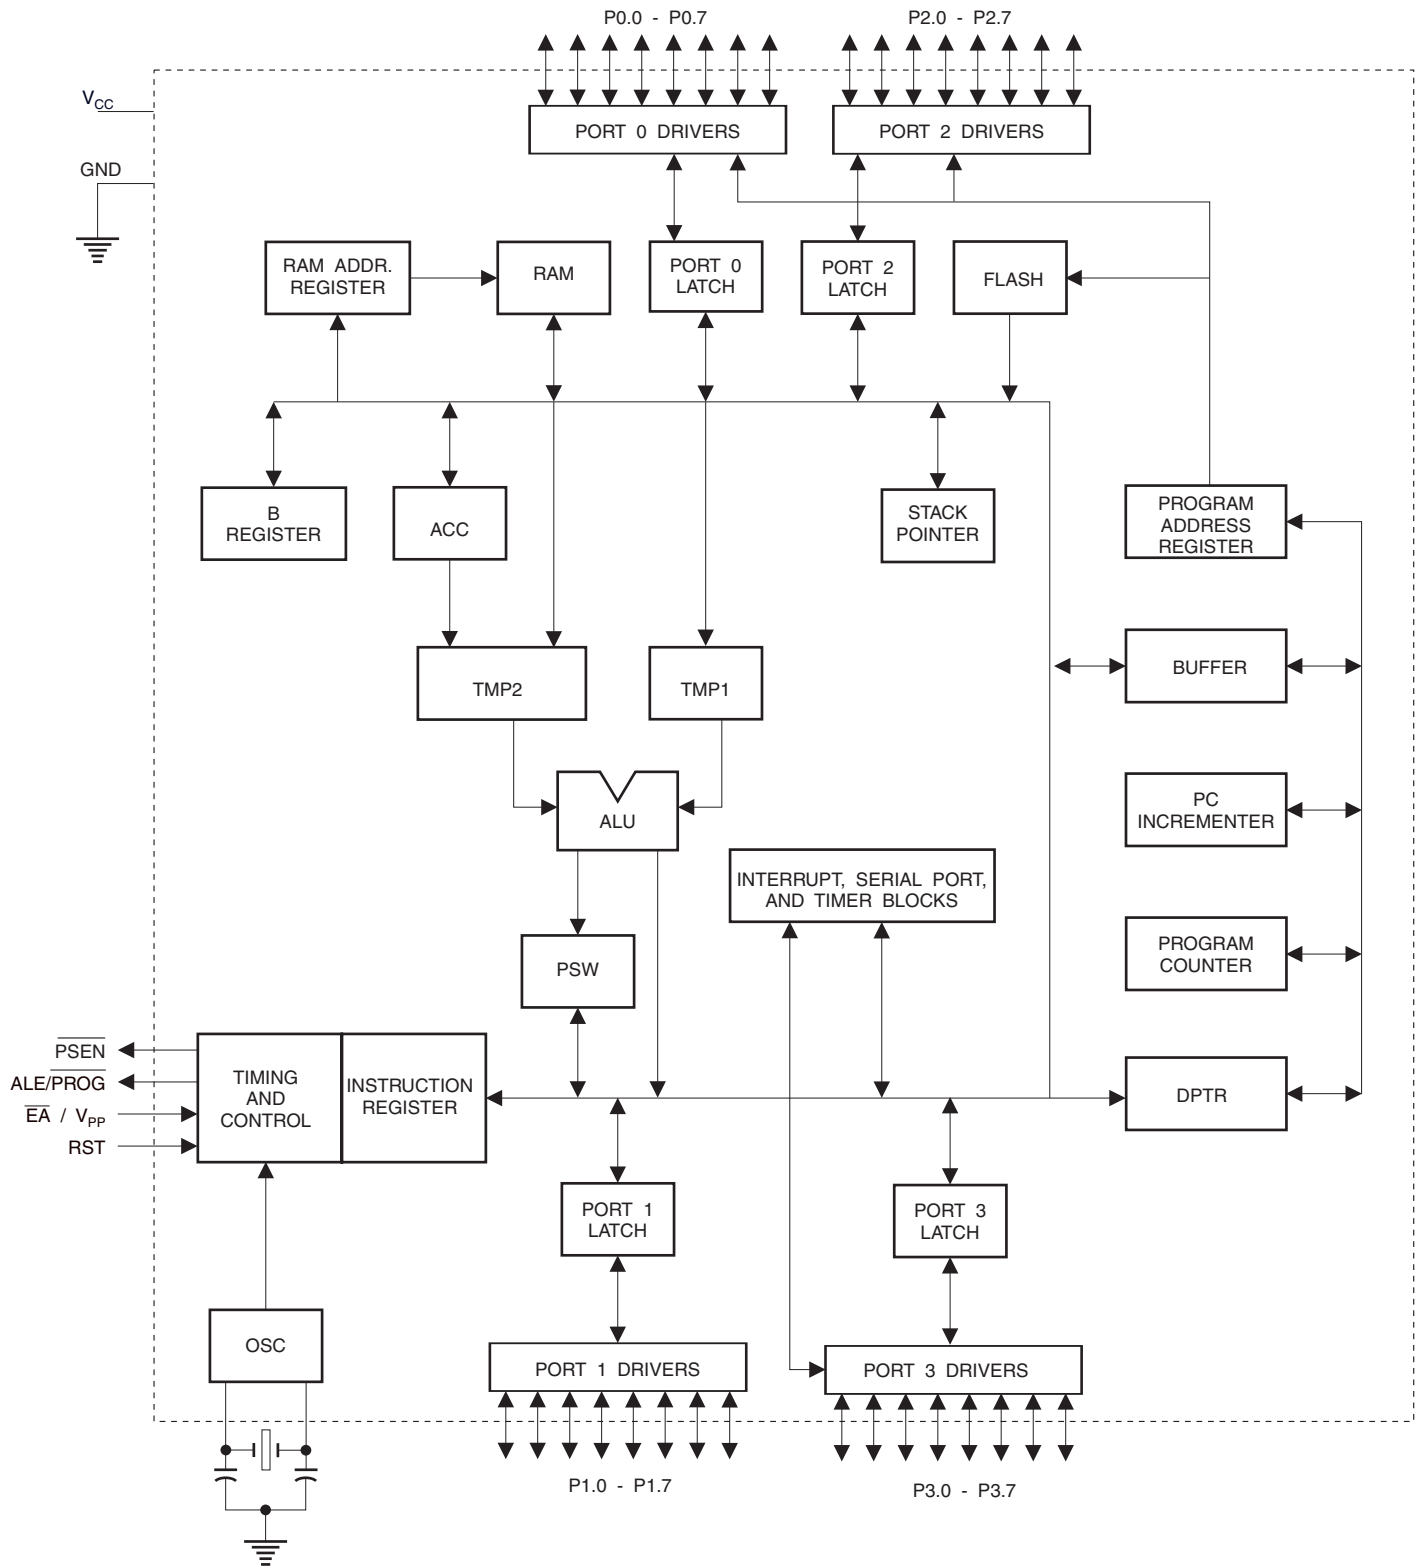 P0.0 - P0.7
P2.0 - P2.7
VCC
GND
PORT 0 DRIVERS
PORT 2 DRIVERS
RAM ADDR.
REGISTER
RAM
PORT 0
LATCH
PORT 2
LATCH
FLASH
B
REGISTER
ACC
STACK
POINTER
PROGRAM
ADDRESS
REGISTER
TMP2
TMP1
BUFFER
ALU
PC
INCREMENTER
INTERRUPT, SERIAL PORT,
AND TIMER BLOCKS
PSW
PROGRAM
COUNTER
PSEN
ALE/PROG
EA / VPP
RST
TIMING
AND
CONTROL
INSTRUCTION
REGISTER
DPTR
PORT 1
LATCH
PORT 3
LATCH
OSC
PORT 1 DRIVERS
PORT 3 DRIVERS
P1.0 - P1.7
P3.0 - P3.7